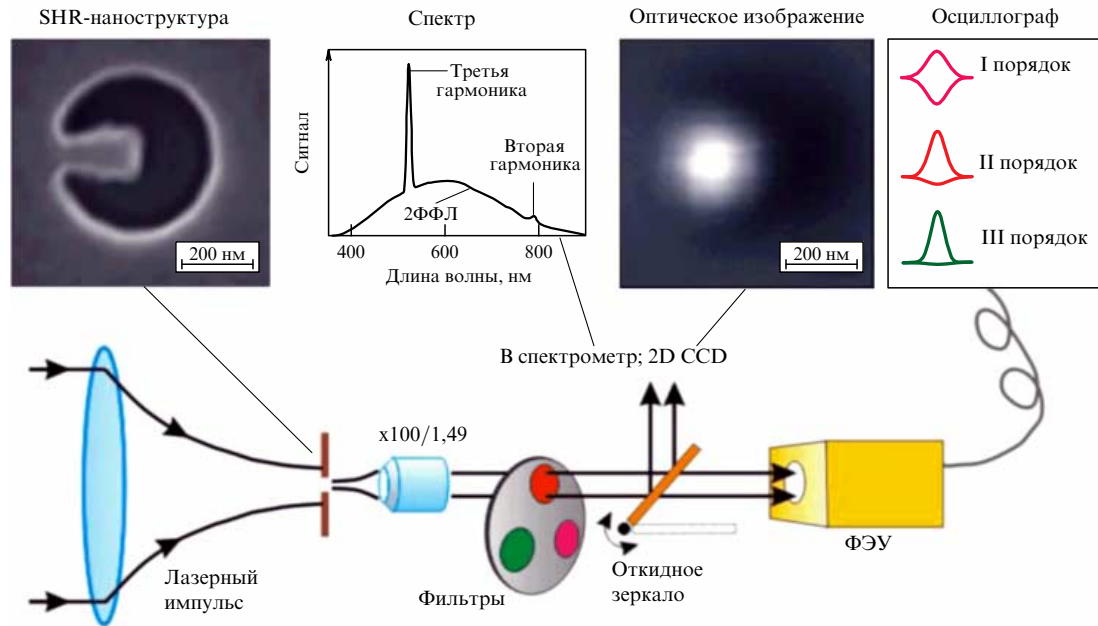 SHR-наноструктура
200 нм
Спектр
Сигнал
Третья
гармоника
Вторая
гармоника
2ФФЛ
400 600 800
Длина волны, нм
Оптическое изображение
200 нм
Осциллограф
I порядок
II порядок
III порядок
В спектрометр; 2D CCD
x100/1,49
Лазерный
импульс
Фильтры
Откидное
зеркало
ФЭУ